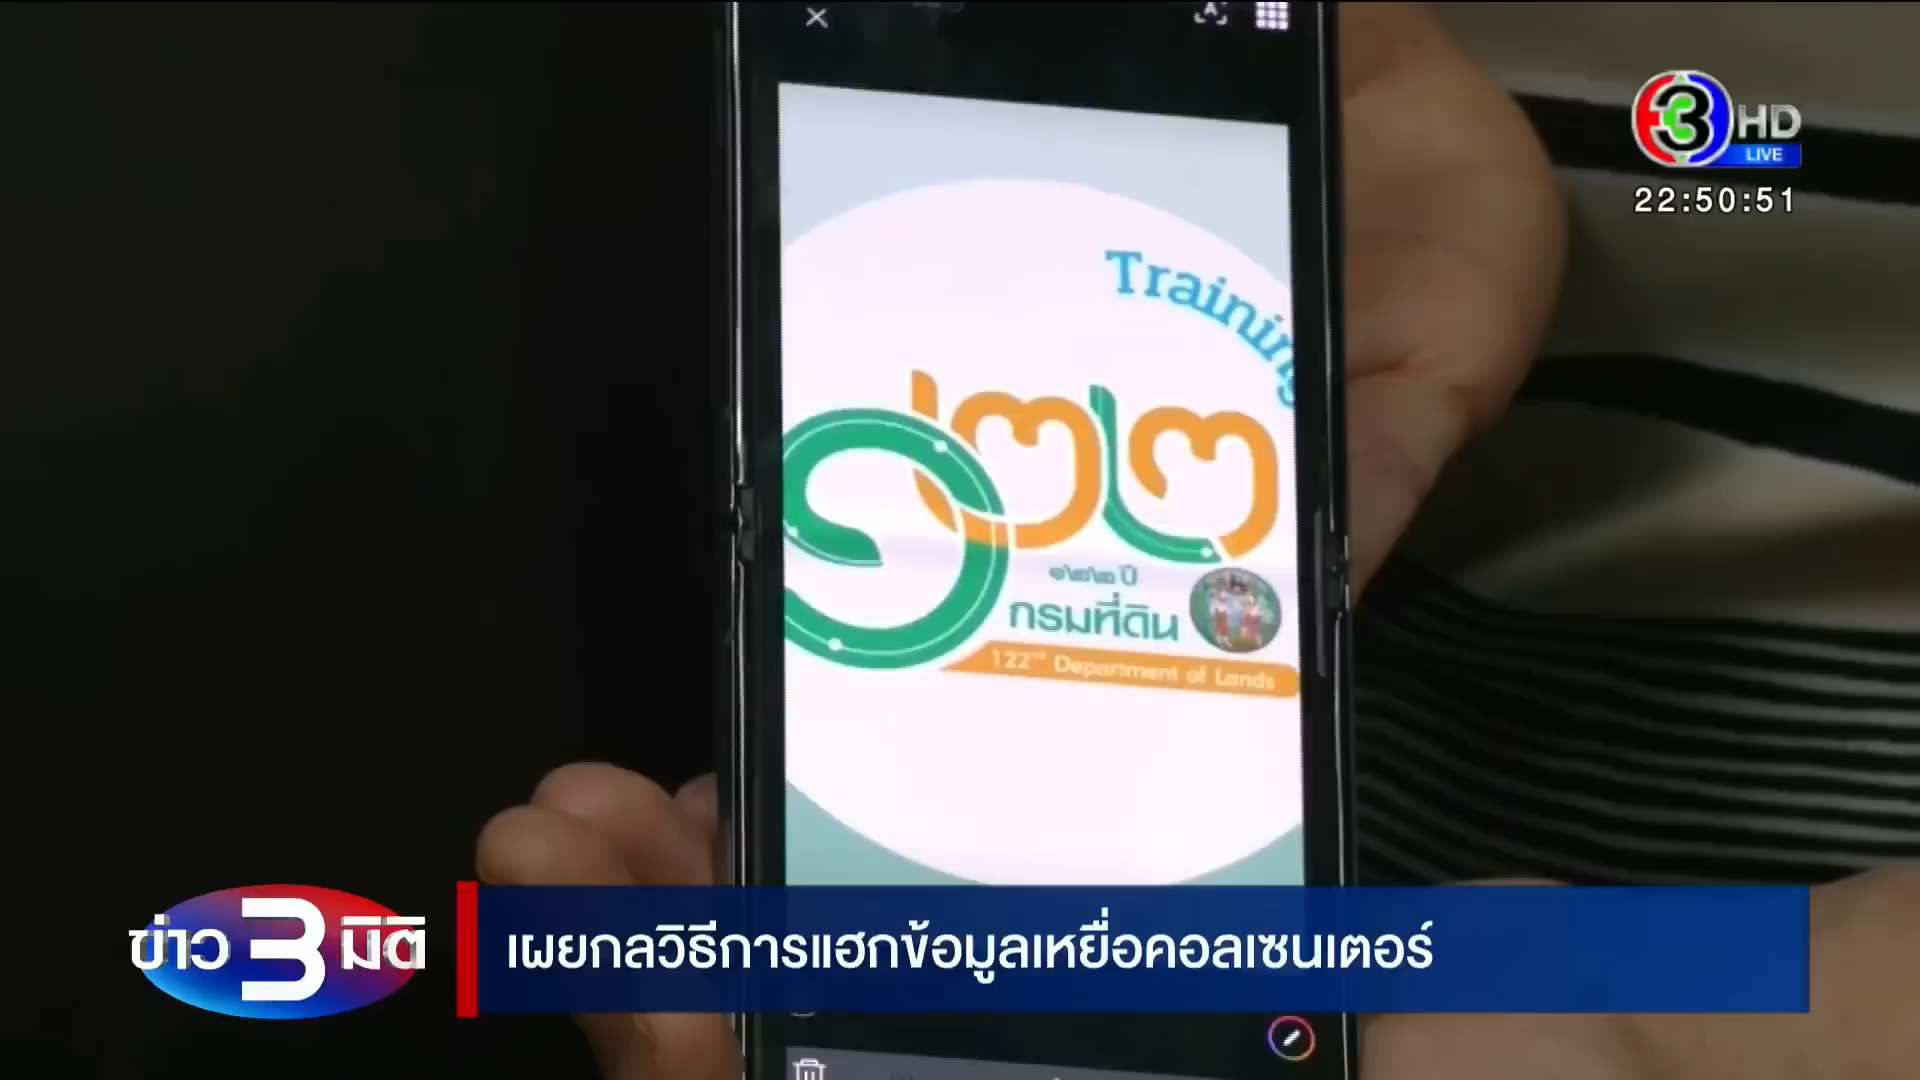 3 HD
LIVE
22:50:51
Training
๑๒๒
๑๒๒ ปี
กรมที่ดิน
122nd Department of Lands
ข่าว 3 มิติ
เผยกลวิธีการแฮกข้อมูลเหยื่อคอลเซนเตอร์